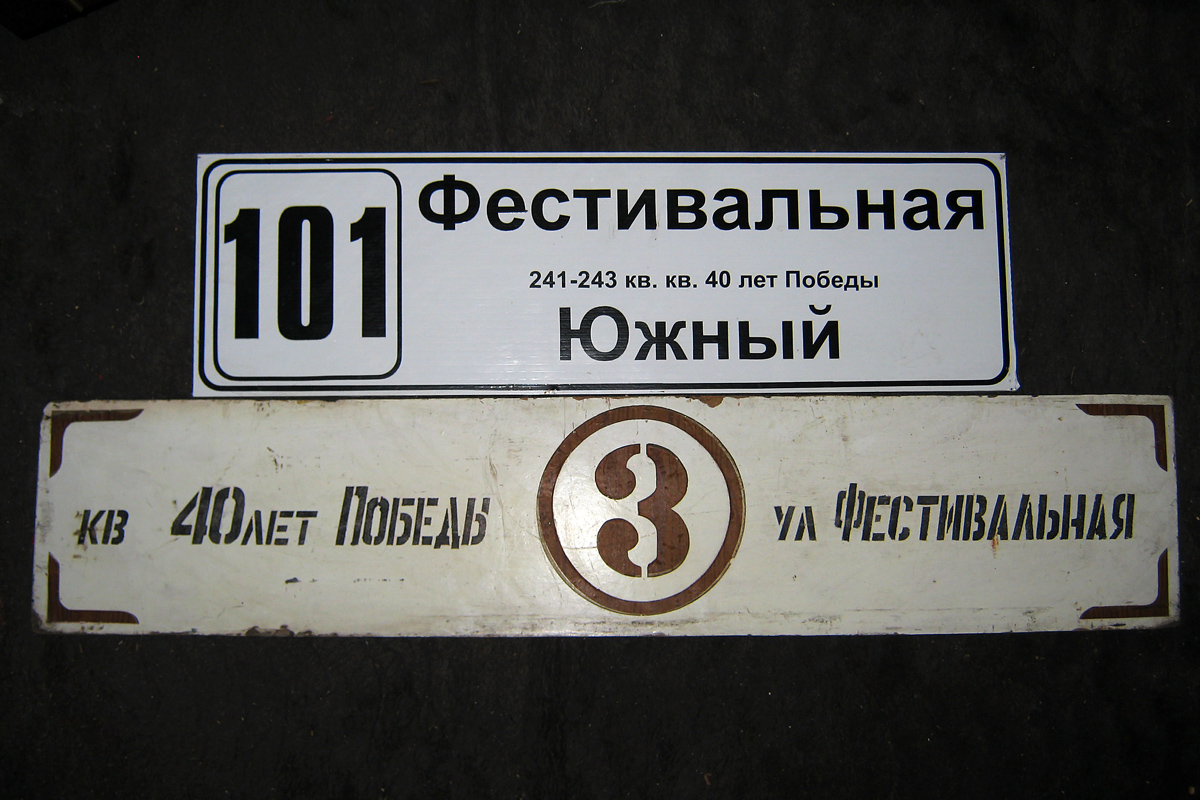 101
Фестивальная
241-243 кв. кв. 40 лет Победы
Южный
КВ 40ЛЕТ ПОБЕДЫ 3 УЛ ФЕСТИВАЛЬНАЯ